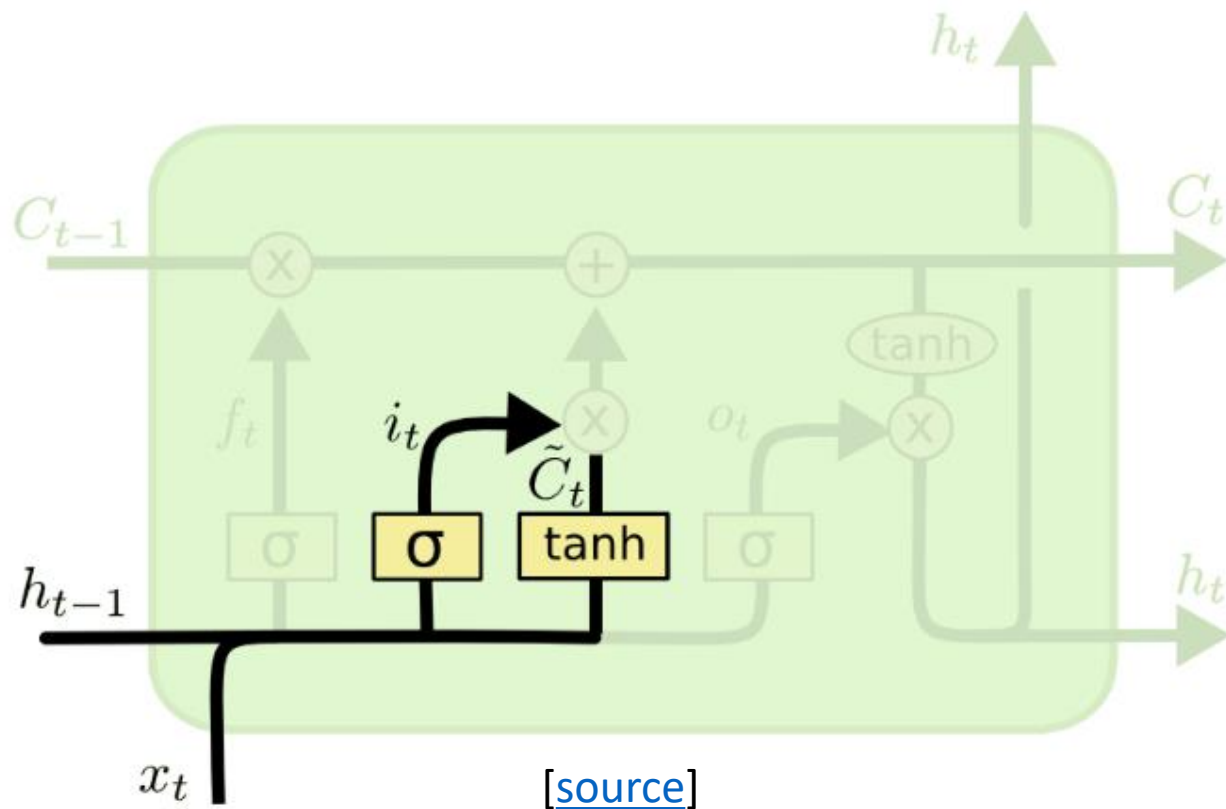 h_t
C_{t-1}
C_t
x
+
tanh
f_t
i_t
x
o_t
x
C̃_t
σ
σ
tanh
σ
h_{t-1}
h_t
x_t
[source]